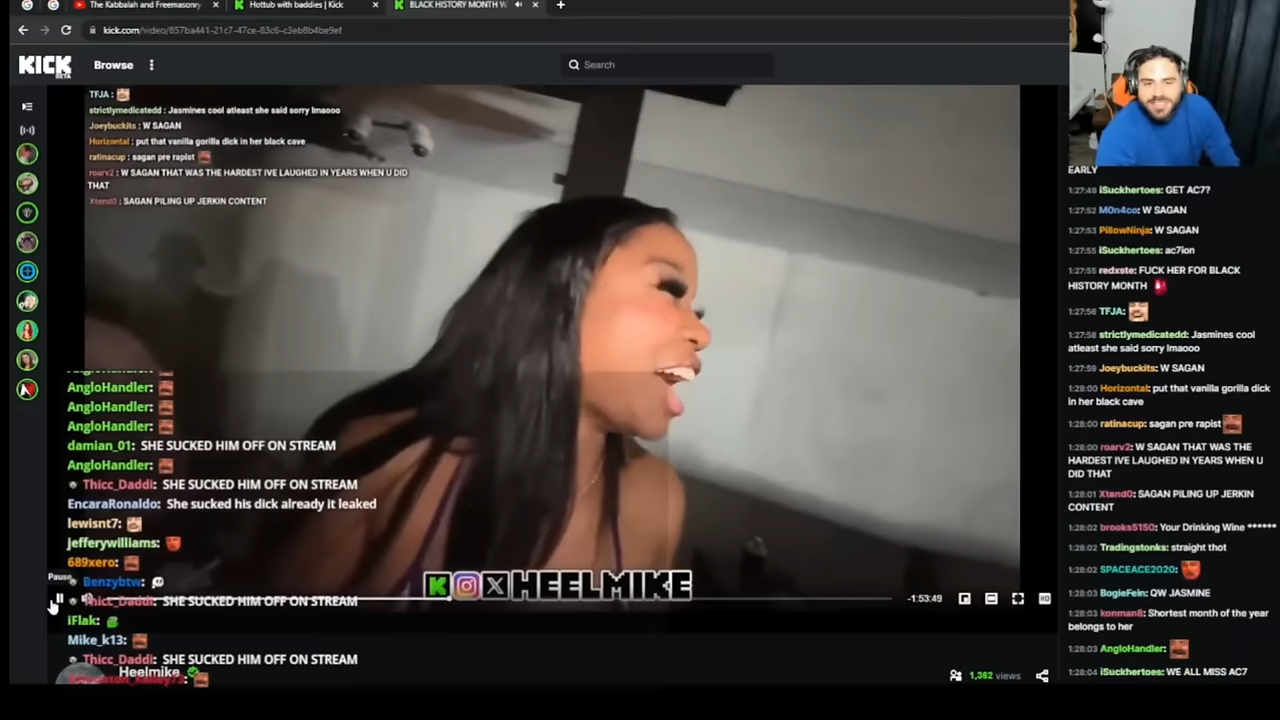 The Kabbalah and Freemasonry
Hottub with baddies | Kick
BLACK HISTORY MONTH W
kick.com/video/857ba441-21c7-47ce-83c6-c3eb8b4be9ef
KICK
BETA
Browse
Search
TFJA :
strictlymedicatedd : Jasmines cool atleast she said sorry lmaooo
Joeybuckits : W SAGAN
Horizontal : put that vanilla gorilla dick in her black cave
ratinacup : sagan pre rapist
roarv2 : W SAGAN THAT WAS THE HARDEST IVE LAUGHED IN YEARS WHEN U DID
THAT
Xtend0 : SAGAN PILING UP JERKIN CONTENT
AngloHandler:
AngloHandler:
AngloHandler:
damian_01: SHE SUCKED HIM OFF ON STREAM
AngloHandler:
Thicc_Daddi: SHE SUCKED HIM OFF ON STREAM
EncaraRonaldo: She sucked his dick already it leaked
lewisnt7:
jefferywilliams:
689xero:
Pause
Benzybtw:
Thicc_Daddi: SHE SUCKED HIM OFF ON STREAM
iFlak:
Mike_k13:
Thicc_Daddi: SHE SUCKED HIM OFF ON STREAM
Heelmike
K X HEELMIKE
-1:53:49
HD
1,362 views
EARLY
1:27:49 iSuckhertoes: GET AC7?
1:27:52 M0n4co: W SAGAN
1:27:53 PillowNinja: W SAGAN
1:27:55 iSuckhertoes: ac7ion
1:27:55 redxste: FUCK HER FOR BLACK
HISTORY MONTH
1:27:56 TFJA:
1:27:56 strictlymedicatedd: Jasmines cool
atleast she said sorry lmaooo
1:27:59 Joeybuckits: W SAGAN
1:28:00 Horizontal: put that vanilla gorilla dick
in her black cave
1:28:00 ratinacup: sagan pre rapist
1:28:00 roarv2: W SAGAN THAT WAS THE
HARDEST IVE LAUGHED IN YEARS WHEN U
DID THAT
1:28:01 Xtend0: SAGAN PILING UP JERKIN
CONTENT
1:28:02 brooks5150: Your Drinking Wine ******
1:28:02 Tradingstonks: straight thot
1:28:02 SPACEACE2020:
1:28:03 BogieFein: QW JASMINE
1:28:03 konman8: Shortest month of the year
belongs to her
1:28:03 AngloHandler:
1:28:04 iSuckhertoes: WE ALL MISS AC7